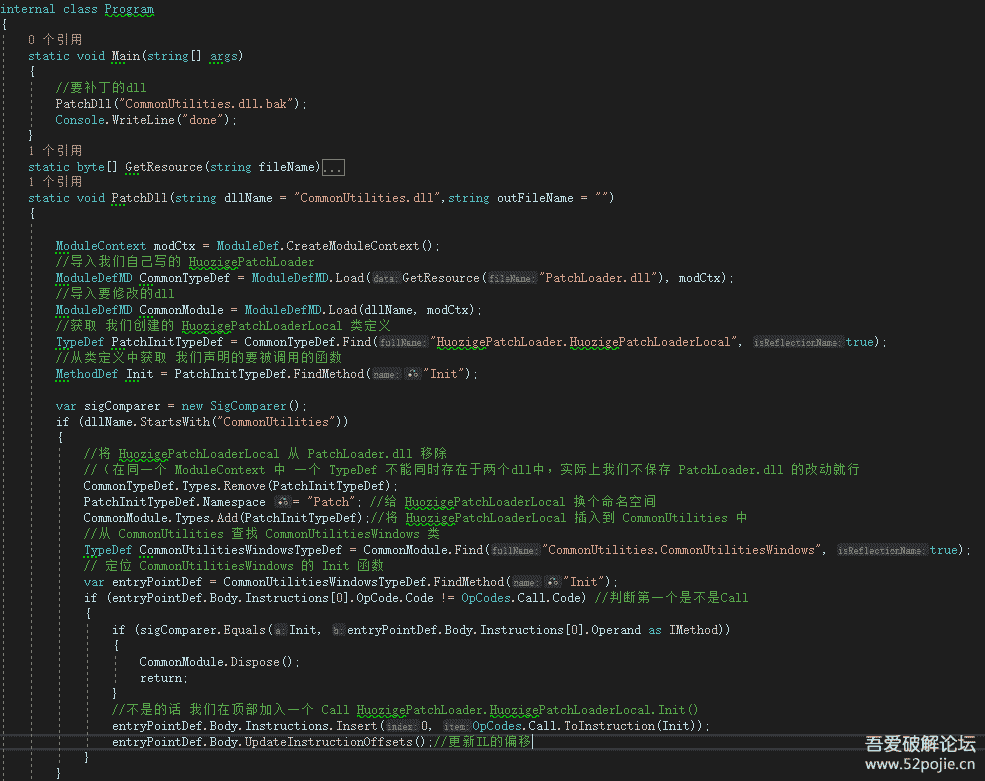 internal class Program
{
0 个引用
static void Main(string[] args)
{
//要补丁的dll
PatchDll("CommonUtilities.dll.bak");
Console.WriteLine("done");
}
1 个引用
static byte[] GetResource(string fileName)...
1 个引用
static void PatchDll(string dllName = "CommonUtilities.dll",string outFileName = "")
{
ModuleContext modCtx = ModuleDef.CreateModuleContext();
//导入我们自己写的 HuozigePatchLoader
ModuleDefMD CommonTypeDef = ModuleDefMD.Load(data:GetResource(fileName:"PatchLoader.dll"), modCtx);
//导入要修改的dll
ModuleDefMD CommonModule = ModuleDefMD.Load(dllName, modCtx);
//获取 我们创建的 HuozigePatchLoaderLocal 类定义
TypeDef PatchInitTypeDef = CommonTypeDef.Find(fullName:"HuozigePatchLoader.HuozigePatchLoaderLocal", isReflectionName:true);
//从类定义中获取 我们声明的要被调用的函数
MethodDef Init = PatchInitTypeDef.FindMethod(name:"Init");
var sigComparer = new SigComparer();
if (dllName.StartsWith("CommonUtilities"))
{
//将 HuozigePatchLoaderLocal 从 PatchLoader.dll 移除
//（在同一个 ModuleContext 中 一个 TypeDef 不能同时存在于两个dll中，实际上我们不保存 PatchLoader.dll 的改动就行
CommonTypeDef.Types.Remove(PatchInitTypeDef);
PatchInitTypeDef.Namespace = "Patch"; //给 HuozigePatchLoaderLocal 换个命名空间
CommonModule.Types.Add(PatchInitTypeDef);//将 HuozigePatchLoaderLocal 插入到 CommonUtilities 中
//从 CommonUtilities 查找 CommonUtilitiesWindows 类
TypeDef CommonUtilitiesWindowsTypeDef = CommonModule.Find(fullName:"CommonUtilities.CommonUtilitiesWindows", isReflectionName:true);
// 定位 CommonUtilitiesWindows 的 Init 函数
var entryPointDef = CommonUtilitiesWindowsTypeDef.FindMethod(name:"Init");
if (entryPointDef.Body.Instructions[0].OpCode.Code != OpCodes.Call.Code) //判断第一个是不是Call
{
if (sigComparer.Equals(a:Init, b:entryPointDef.Body.Instructions[0].Operand as IMethod))
{
CommonModule.Dispose();
return;
}
//不是的话 我们在顶部加入一个 Call HuozigePatchLoader.HuozigePatchLoaderLocal.Init()
entryPointDef.Body.Instructions.Insert(index:0, item:OpCodes.Call.ToInstruction(Init));
entryPointDef.Body.UpdateInstructionOffsets();//更新IL的偏移
}
}
吾爱破解论坛
www.52pojie.cn